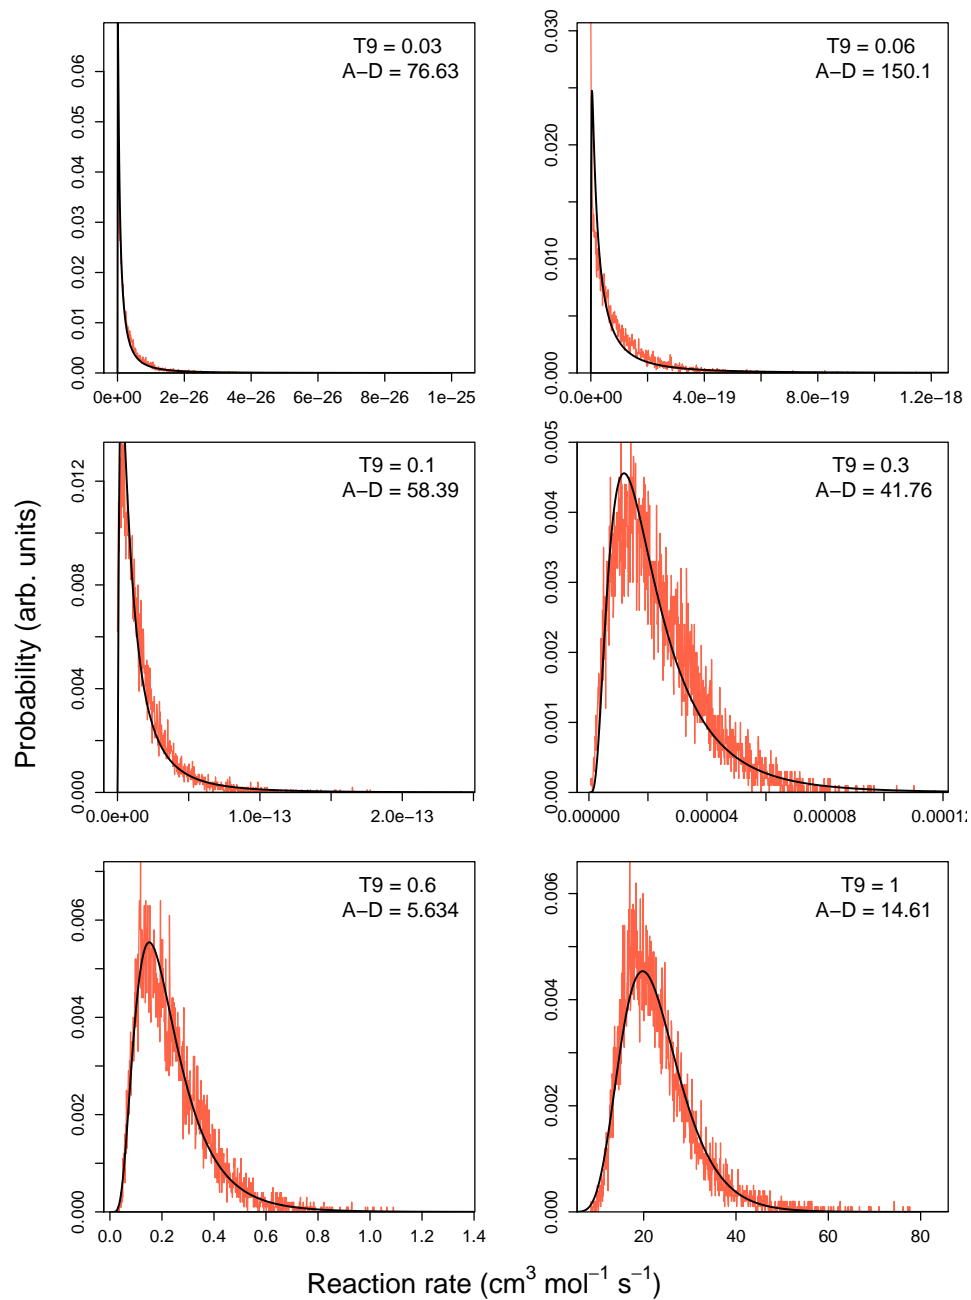 T9 = 0.03
A−D = 76.63
0.00 0.01 0.02 0.03 0.04 0.05 0.06
0e+00 2e−26 4e−26 6e−26 8e−26 1e−25
T9 = 0.06
A−D = 150.1
0.000 0.010 0.020 0.030
0.0e+00 4.0e−19 8.0e−19 1.2e−18
T9 = 0.1
A−D = 58.39
0.000 0.004 0.008 0.012
0.0e+00 1.0e−13 2.0e−13
T9 = 0.3
A−D = 41.76
0.000 0.001 0.002 0.003 0.004 0.005
0.00000 0.00004 0.00008 0.00012
T9 = 0.6
A−D = 5.634
0.000 0.002 0.004 0.006
0.0 0.2 0.4 0.6 0.8 1.0 1.2 1.4
T9 = 1
A−D = 14.61
0.000 0.002 0.004 0.006
20 40 60 80
Probability (arb. units)
Reaction rate (cm³ mol⁻¹ s⁻¹)